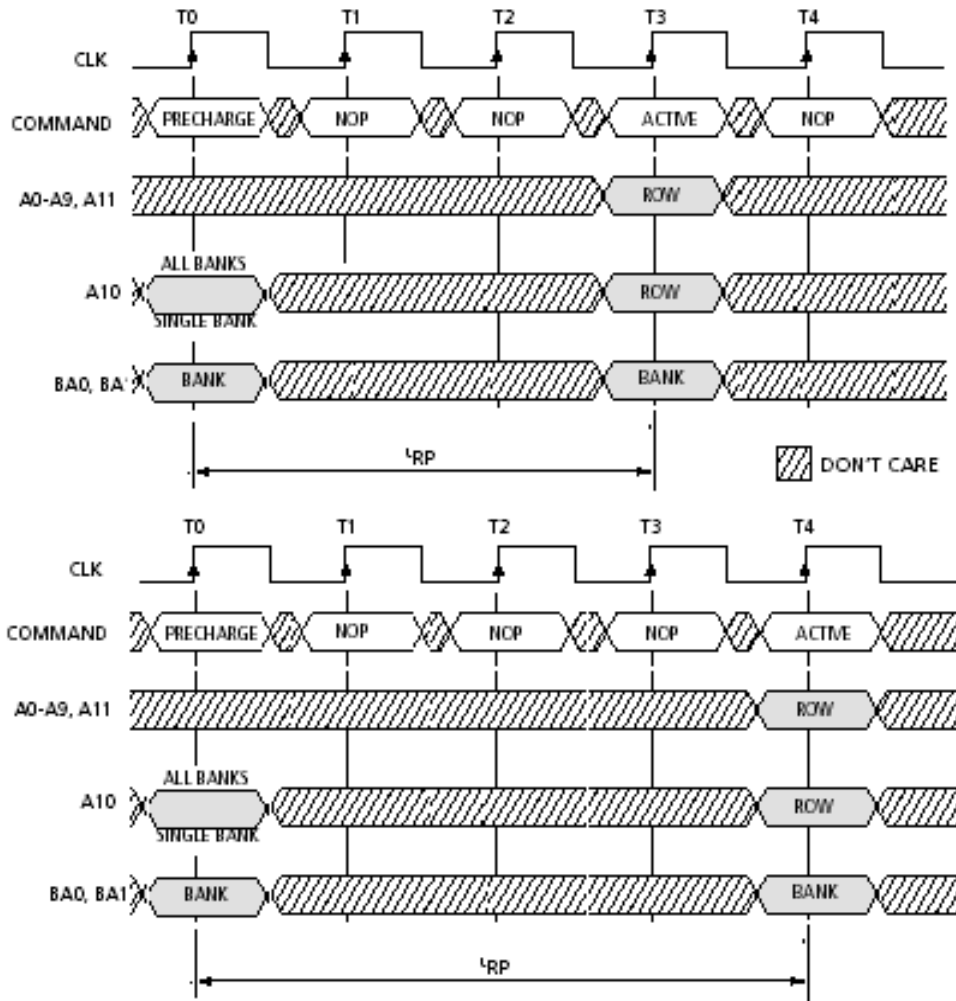 T0 T1 T2 T3 T4
CLK
COMMAND PRECHARGE NOP NOP ACTIVE NOP
A0-A9, A11 ROW
ALL BANKS
A10 ROW
SINGLE BANK
BA0, BA BANK BANK
tRP
DON'T CARE
T0 T1 T2 T3 T4
CLK
COMMAND PRECHARGE NOP NOP NOP ACTIVE
A0-A9, A11 ROW
ALL BANKS
A10 ROW
SINGLE BANK
BA0, BA1 BANK BANK
tRP